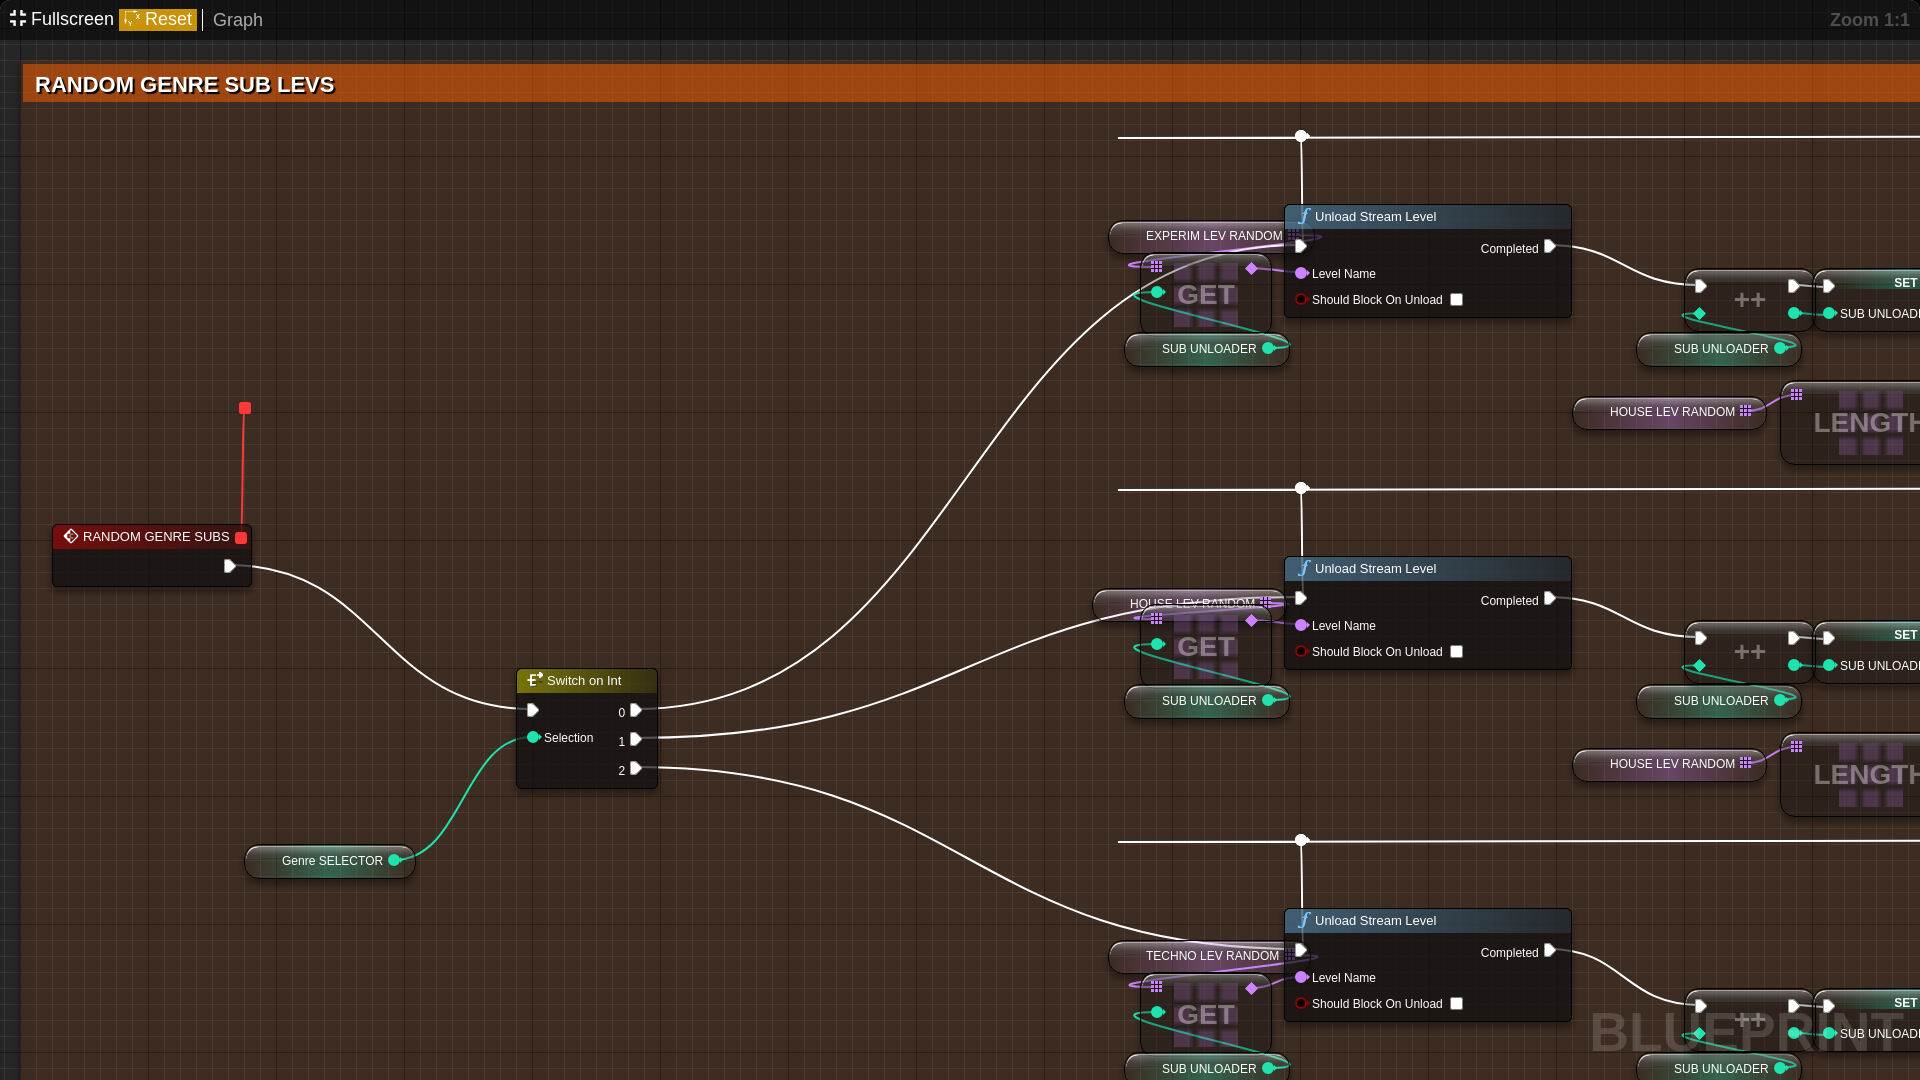 Fullscreen Reset Graph Zoom 1:1
RANDOM GENRE SUB LEVS
Unload Stream Level
EXPERIM LEV RANDOM
Completed
Level Name
SET
GET
Should Block On Unload
++
SUB UNLOADE
SUB UNLOADER
SUB UNLOADER
HOUSE LEV RANDOM
LENGTH
RANDOM GENRE SUBS
Unload Stream Level
HOUSE LEV RANDOM
Completed
Level Name
SET
GET
Should Block On Unload
++
SUB UNLOADE
Switch on Int
0
Selection
1
2
SUB UNLOADER
SUB UNLOADER
HOUSE LEV RANDOM
LENGTH
Genre SELECTOR
Unload Stream Level
TECHNO LEV RANDOM
Completed
Level Name
SET
GET
Should Block On Unload
++
SUB UNLOADE
BLUEPRINT
SUB UNLOADER
SUB UNLOADER